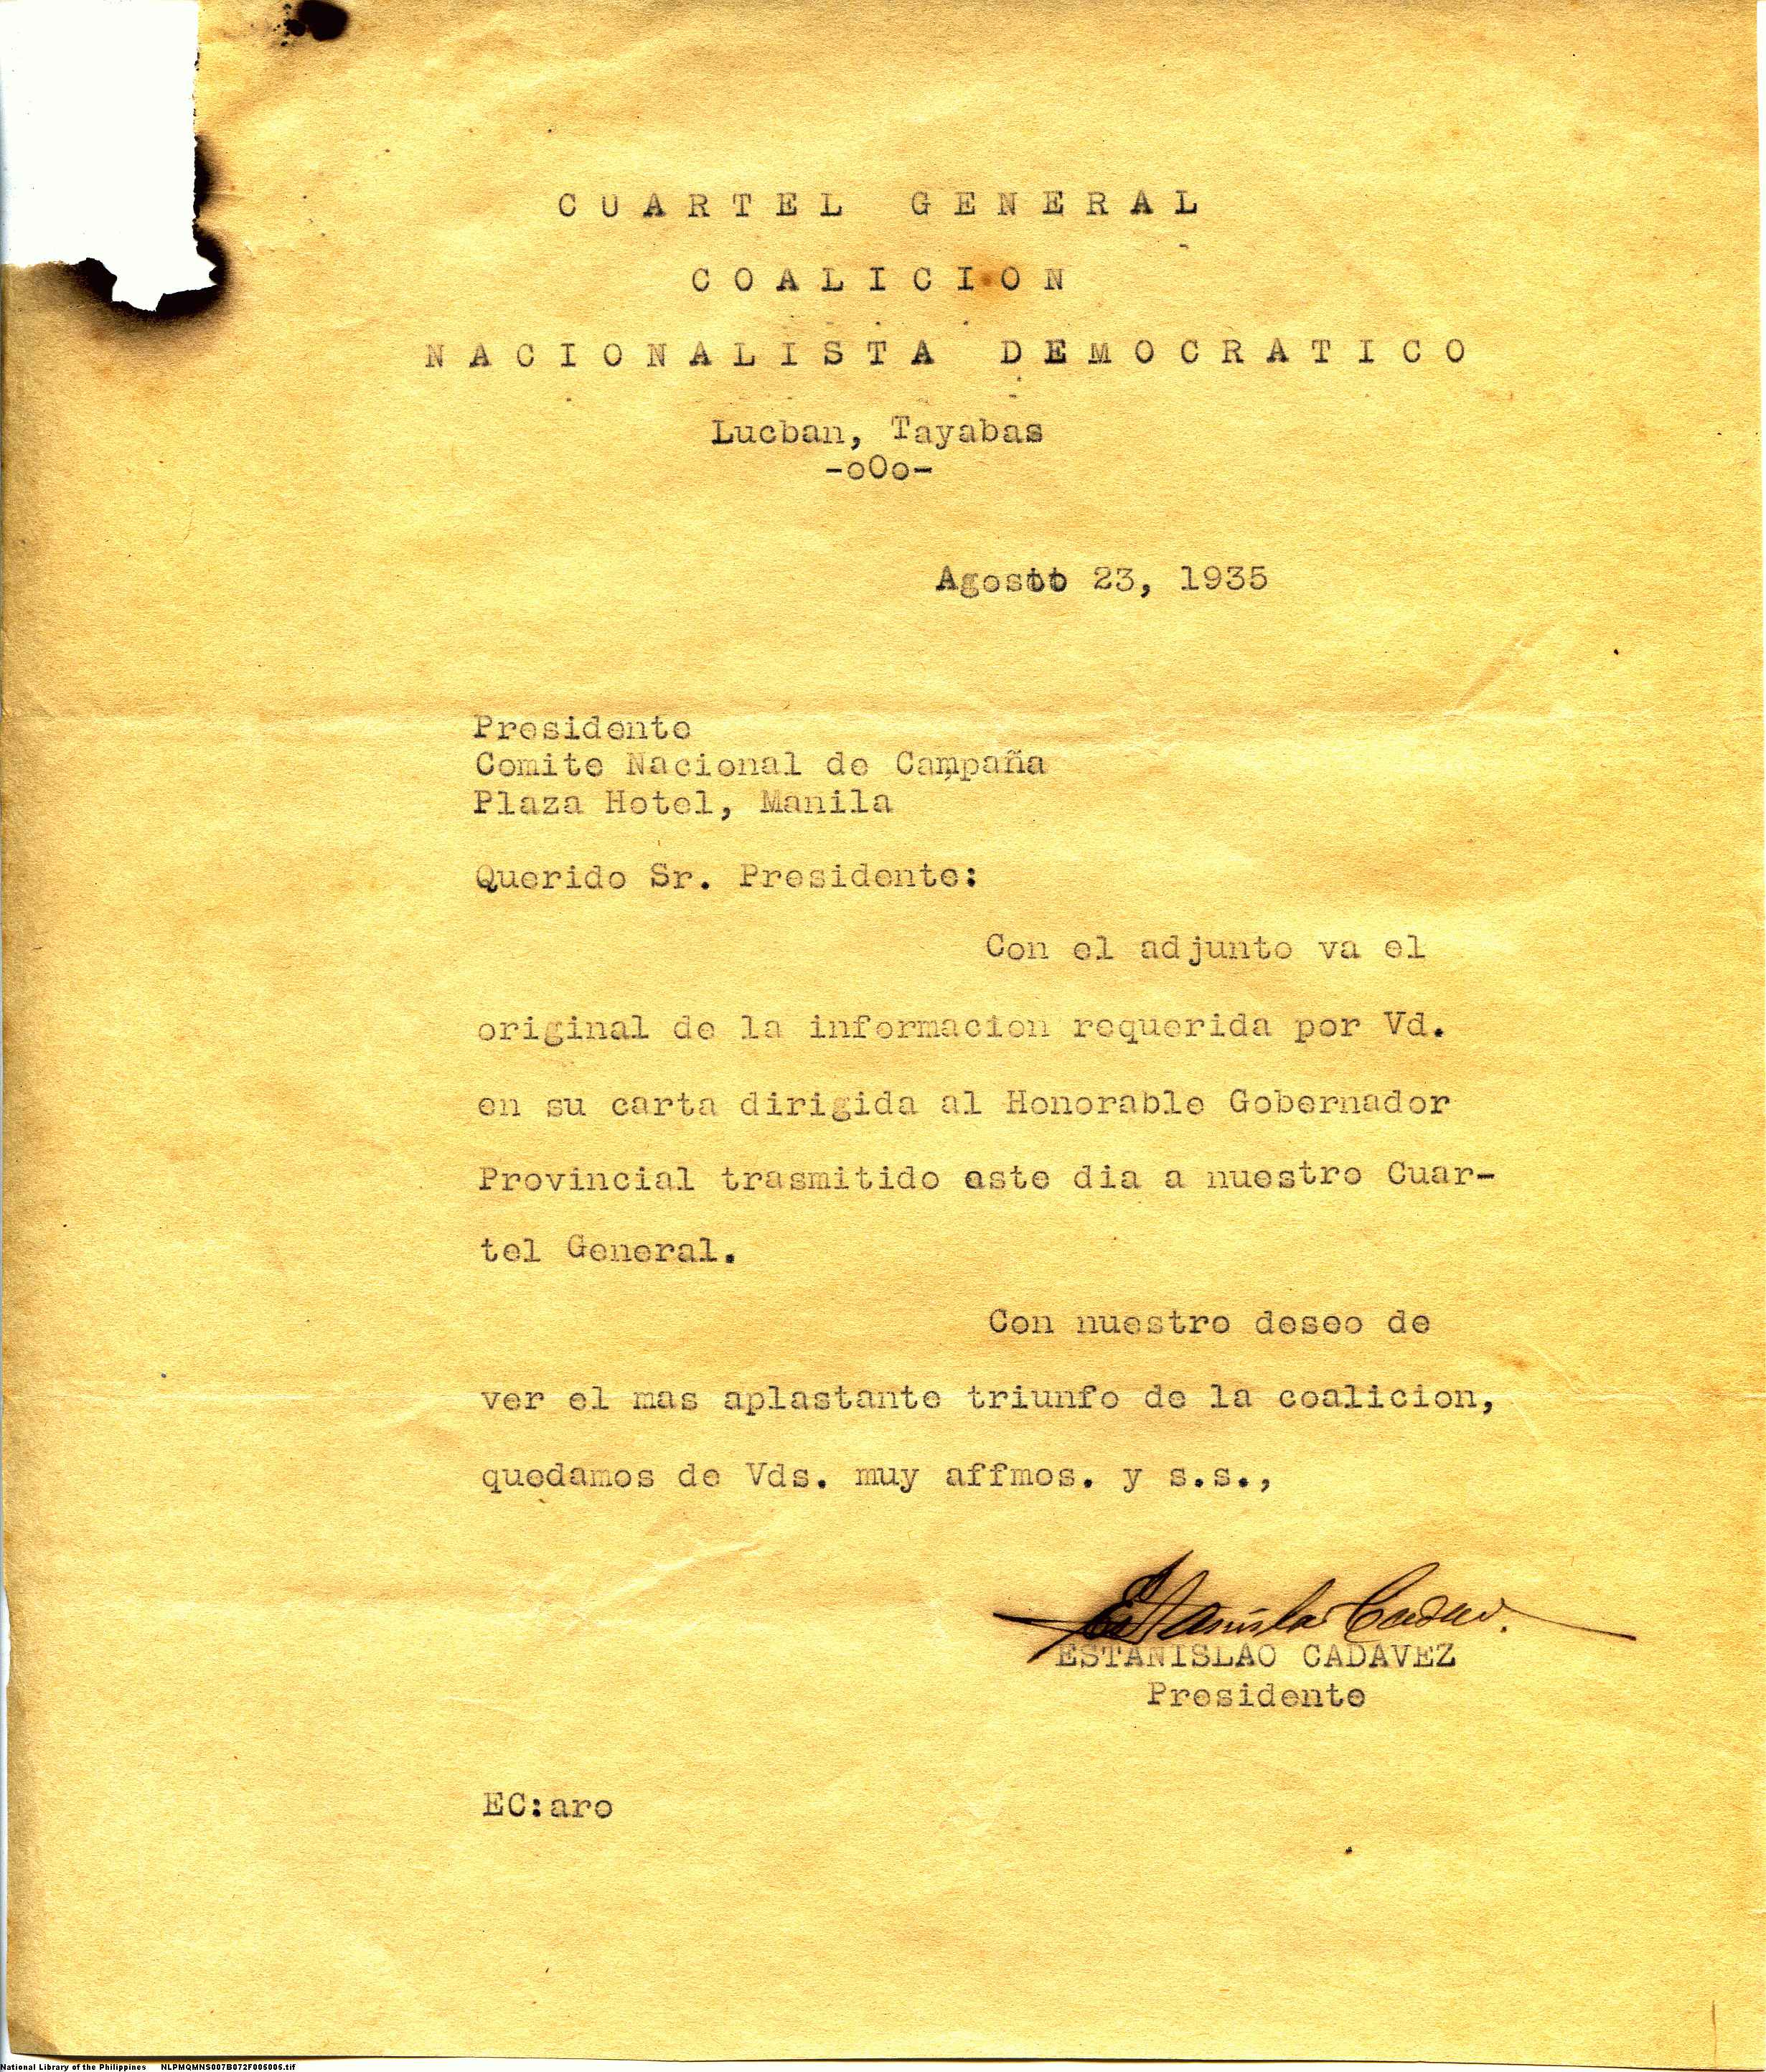 CUARTEL GENERAL
COALICION
NACIONALISTA DEMOCRATICO
Lucban, Tayabas
-oOo-
Agosto 23, 1935
Presidente
Comite Nacional de Campaña
Plaza Hotel, Manila
Querido Sr. Presidente:
Con el adjunto va el
original de la informacion requerida por Vd.
en su carta dirigida al Honorable Gobernador
Provincial trasmitido este dia a nuestro Cuar-
tel General.
Con nuestro deseo de
ver el mas aplastante triunfo de la coalicion,
quedamos de Vds. muy affmos. y s.s.,
Estanislao Cadavez
ESTANISLAO CADAVEZ
Presidente
EC:aro
National Library of the Philippines NLPMQMNS007B072F006006.tif